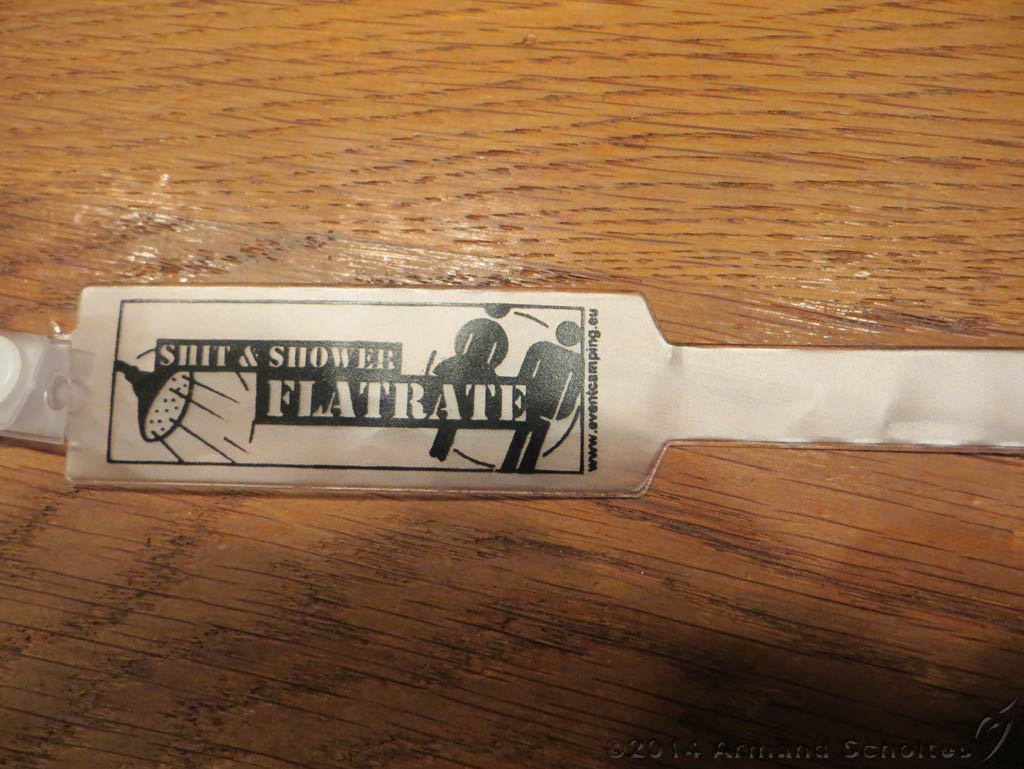 SHIT & SHOWER
FLATRATE
www.eventcamping.eu
©2014 Armand Scholtes